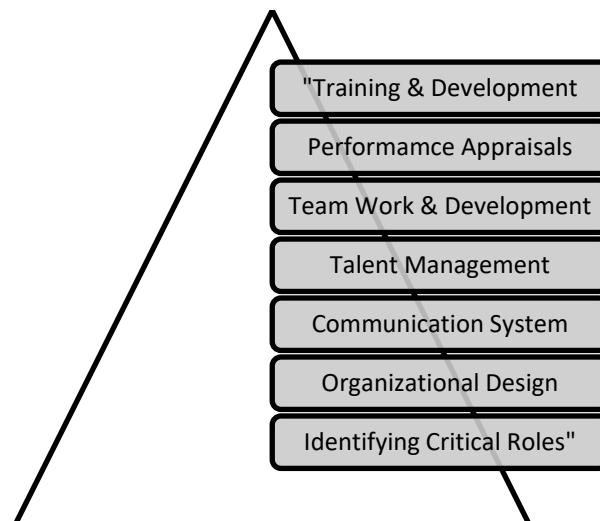 "Training & Development
Performamce Appraisals
Team Work & Development
Talent Management
Communication System
Organizational Design
Identifying Critical Roles"